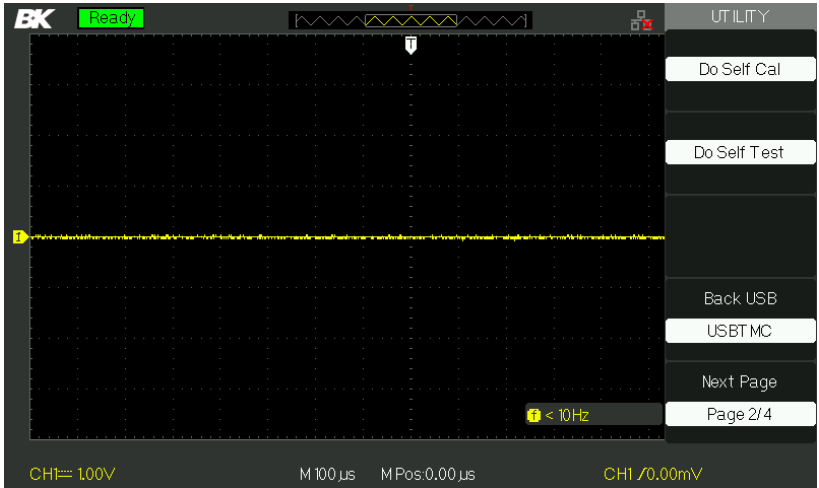 BK Ready UTILITY
T
T
Do Self Cal
Do Self Test
1
Back USB
USBTMC
Next Page
f < 10Hz Page 2/4
CH1 1.00V M 100µs M Pos:0.00µs CH1 /0.00mV